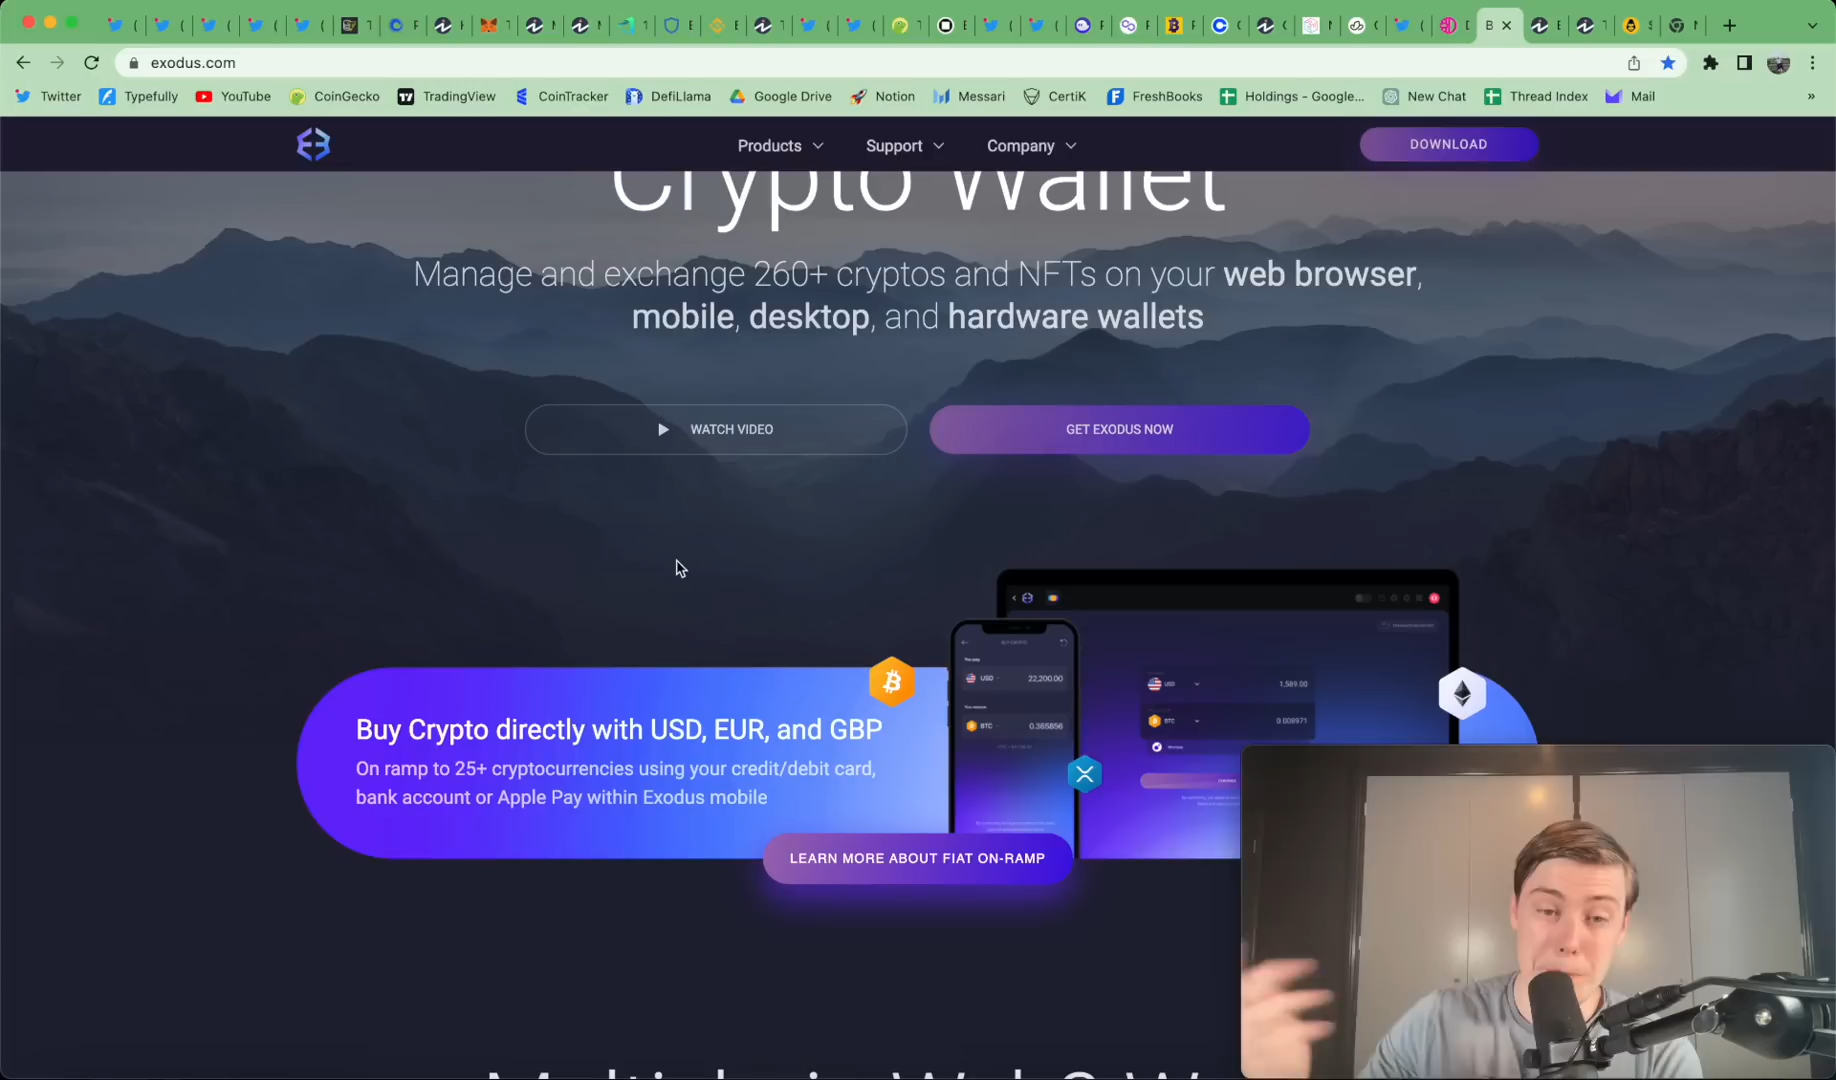 exodus.com
Twitter
Typefully
YouTube
CoinGecko
TradingView
CoinTracker
DefiLlama
Google Drive
Notion
Messari
CertiK
FreshBooks
Holdings - Google...
New Chat
Thread Index
Mail
»
Products
Support
Company
DOWNLOAD
Crypto Wallet
Manage and exchange 260+ cryptos and NFTs on your web browser,
mobile, desktop, and hardware wallets
WATCH VIDEO
GET EXODUS NOW
Buy Crypto directly with USD, EUR, and GBP
On ramp to 25+ cryptocurrencies using your credit/debit card,
bank account or Apple Pay within Exodus mobile
LEARN MORE ABOUT FIAT ON-RAMP
USD
22,200.00
BTC
0.365856
USD
1,589.00
BTC
0.008971